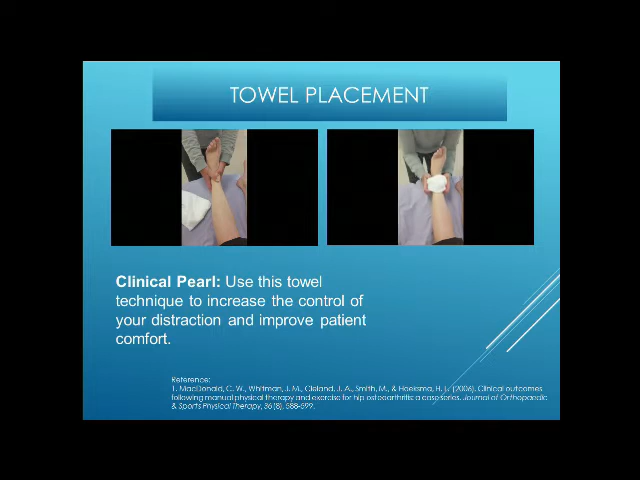 TOWEL PLACEMENT
Clinical Pearl: Use this towel
technique to increase the control of
your distraction and improve patient
comfort.
Reference:
1. MacDonald, C. W., Whitman, J. M., Cleland, J. A., Smith, M., & Hoeksma, H. L. (2006). Clinical outcomes
following manual physical therapy and exercise for hip osteoarthritis: a case series. Journal of Orthopaedic
& Sports Physical Therapy, 36(8), 588-599.